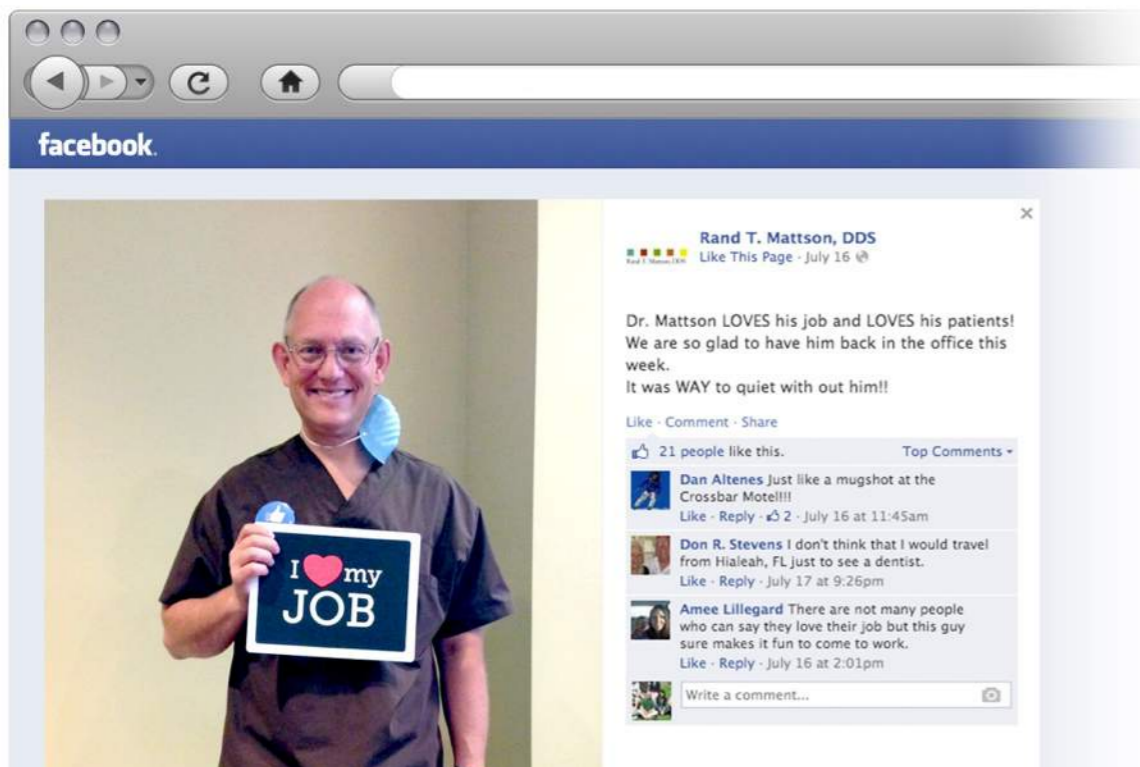 facebook.
I my
JOB
Rand T. Mattson, DDS
Rand T. Mattson, DDS
Like This Page · July 16
Dr. Mattson LOVES his job and LOVES his patients!
We are so glad to have him back in the office this
week.
It was WAY to quiet with out him!!
Like · Comment · Share
21 people like this.
Top Comments
Dan Altenes Just like a mugshot at the
Crossbar Motel!!!
Like · Reply · 2 · July 16 at 11:45am
Don R. Stevens I don't think that I would travel
from Hialeah, FL just to see a dentist.
Like · Reply · July 17 at 9:26pm
Amee Lillegard There are not many people
who can say they love their job but this guy
sure makes it fun to come to work.
Like · Reply · July 16 at 2:01pm
Write a comment...